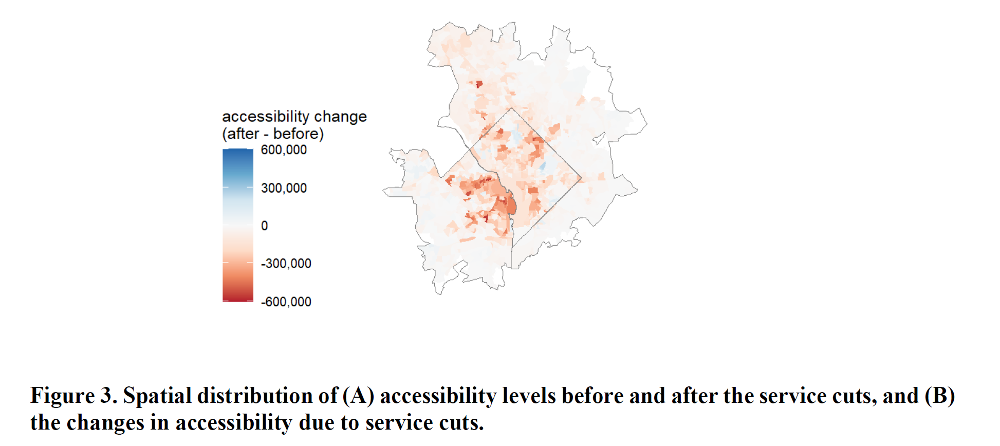 accessibility change
(after - before)
600,000
300,000
0
-300,000
-600,000
Figure 3. Spatial distribution of (A) accessibility levels before and after the service cuts, and (B)
the changes in accessibility due to service cuts.